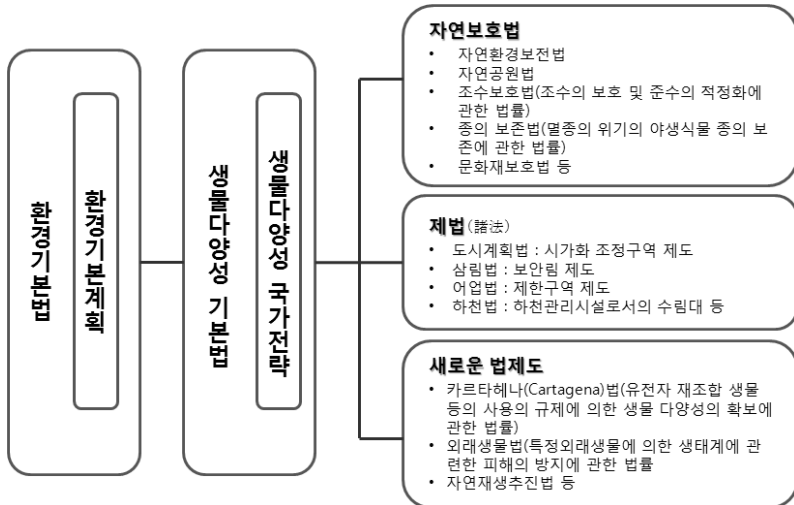 환경기본법
환경기본계획
생물다양성 기본법
생물다양성 국가전략
자연보호법
• 자연환경보전법
• 자연공원법
• 조수보호법(조수의 보호 및 준수의 적정화에
관한 법률)
• 종의 보존법(멸종의 위기의 야생식물 종의 보
존에 관한 법률)
• 문화재보호법 등
제법(諸法)
• 도시계획법 : 시가화 조정구역 제도
• 삼림법 : 보안림 제도
• 어업법 : 제한구역 제도
• 하천법 : 하천관리시설로서의 수림대 등
새로운 법제도
• 카르타헤나(Cartagena)법(유전자 재조합 생물
등의 사용의 규제에 의한 생물 다양성의 확보에
관한 법률)
• 외래생물법(특정외래생물에 의한 생태계에 관
련한 피해의 방지에 관한 법률
• 자연재생추진법 등